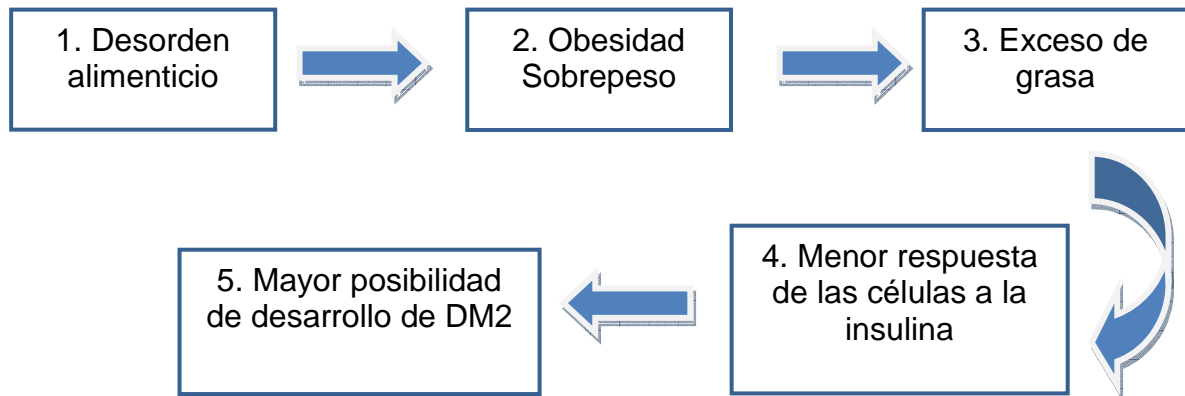 1. Desorden
alimenticio
2. Obesidad
Sobrepeso
3. Exceso de
grasa
4. Menor respuesta
de las células a la
insulina
5. Mayor posibilidad
de desarrollo de DM2